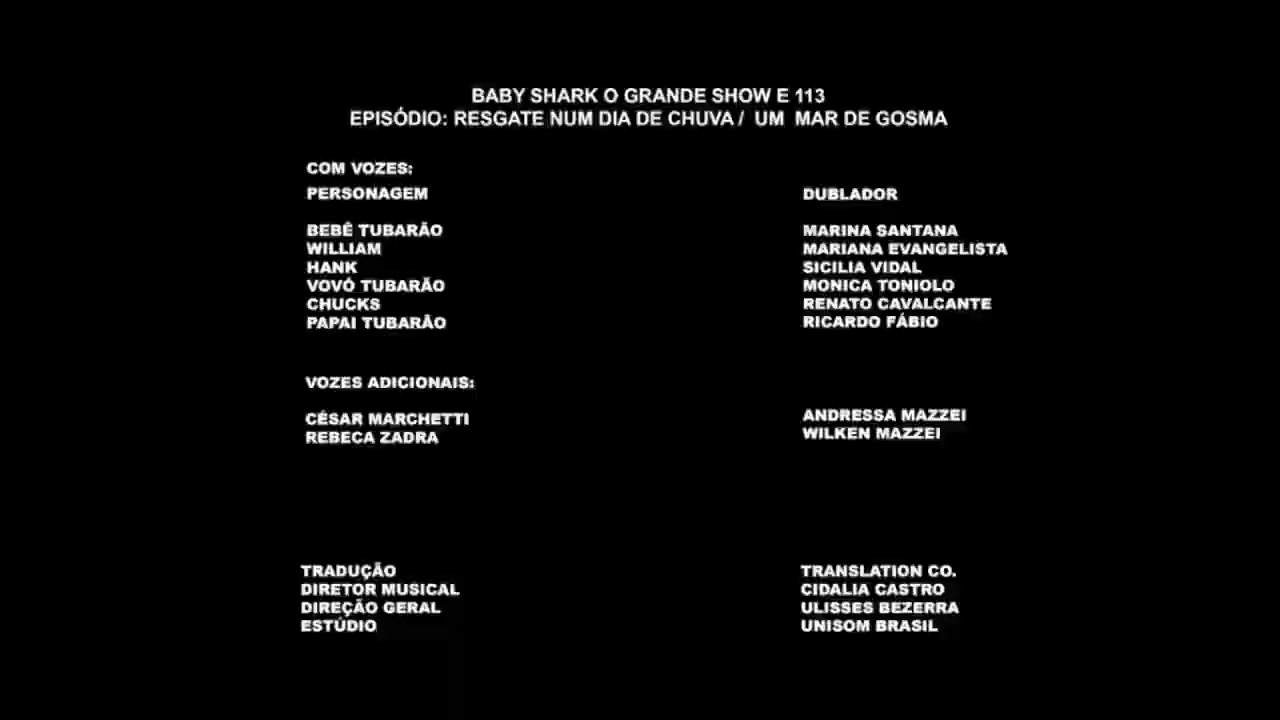 BABY SHARK O GRANDE SHOW E 113
EPISÓDIO: RESGATE NUM DIA DE CHUVA / UM MAR DE GOSMA
COM VOZES:
PERSONAGEM DUBLADOR
BEBÊ TUBARÃO MARINA SANTANA
WILLIAM MARIANA EVANGELISTA
HANK SICILIA VIDAL
VOVÓ TUBARÃO MONICA TONIOLO
CHUCKS RENATO CAVALCANTE
PAPAI TUBARÃO RICARDO FÁBIO
VOZES ADICIONAIS:
CÉSAR MARCHETTI ANDRESSA MAZZEI
REBECA ZADRA WILKEN MAZZEI
TRADUÇÃO TRANSLATION CO.
DIRETOR MUSICAL CIDALIA CASTRO
DIREÇÃO GERAL ULISSES BEZERRA
ESTÚDIO UNISOM BRASIL